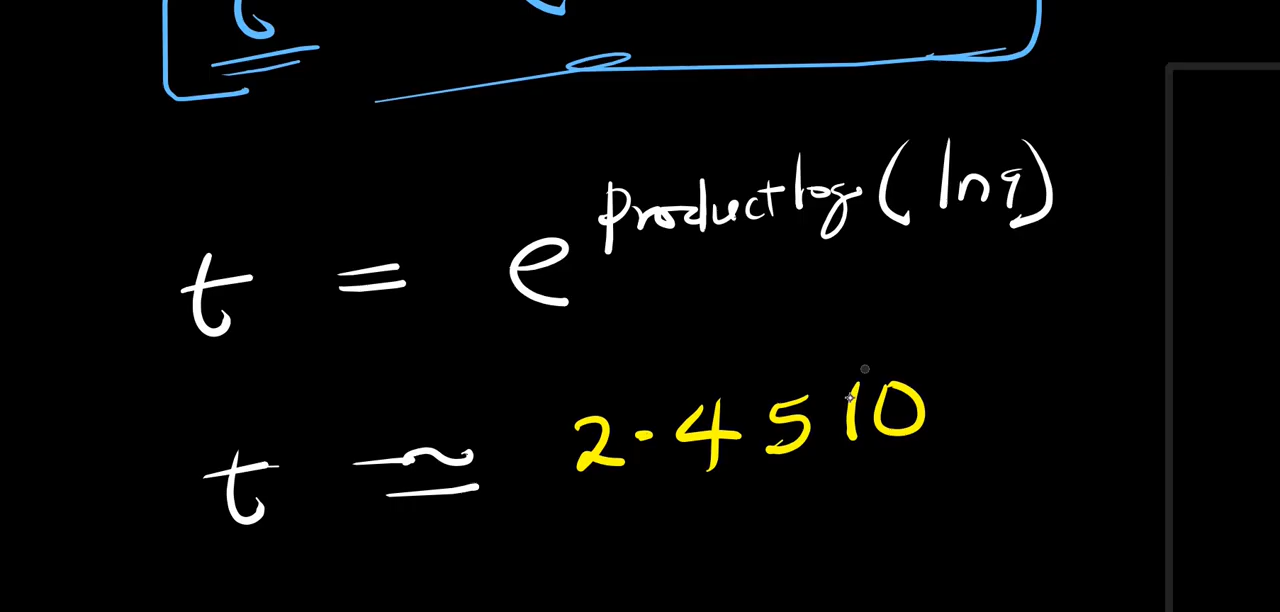 t = e^productlog(ln9)
t ≃ 2.4510